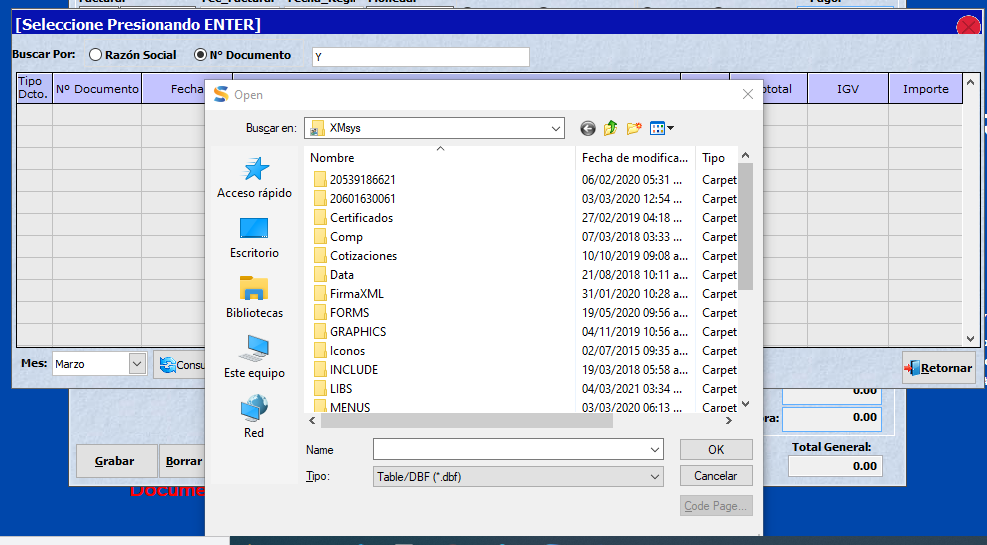 [Seleccione Presionando ENTER]
Buscar Por: Razón Social Nº Documento Y
Tipo Dcto. Nº Documento Fecha IGV Importe
Open
Buscar en: XMsys
Acceso rápido
Escritorio
Bibliotecas
Este equipo
Red
Nombre Fecha de modifica... Tipo
20539186621 06/02/2020 05:31 ... Carpet
20601630061 03/03/2020 12:54 ... Carpet
Certificados 27/02/2019 04:18 ... Carpet
Comp 07/03/2018 03:33 ... Carpet
Cotizaciones 10/10/2019 09:08 a... Carpet
Data 21/08/2018 10:11 a... Carpet
FirmaXML 31/01/2020 10:28 a... Carpet
FORMS 19/05/2020 09:56 ... Carpet
GRAPHICS 04/11/2019 10:56 a... Carpet
Iconos 02/07/2015 09:35 a... Carpet
INCLUDE 19/03/2018 05:58 a... Carpet
LIBS 04/03/2021 03:34 ... Carpet
MENUS 03/03/2020 06:13 ... Carpet
Name OK
Tipo: Table/DBF (*.dbf) Cancelar
Code Page...
Mes: Marzo Consu
Retornar
0.00
ra: 0.00
Total General:
0.00
Grabar Borrar
Docume